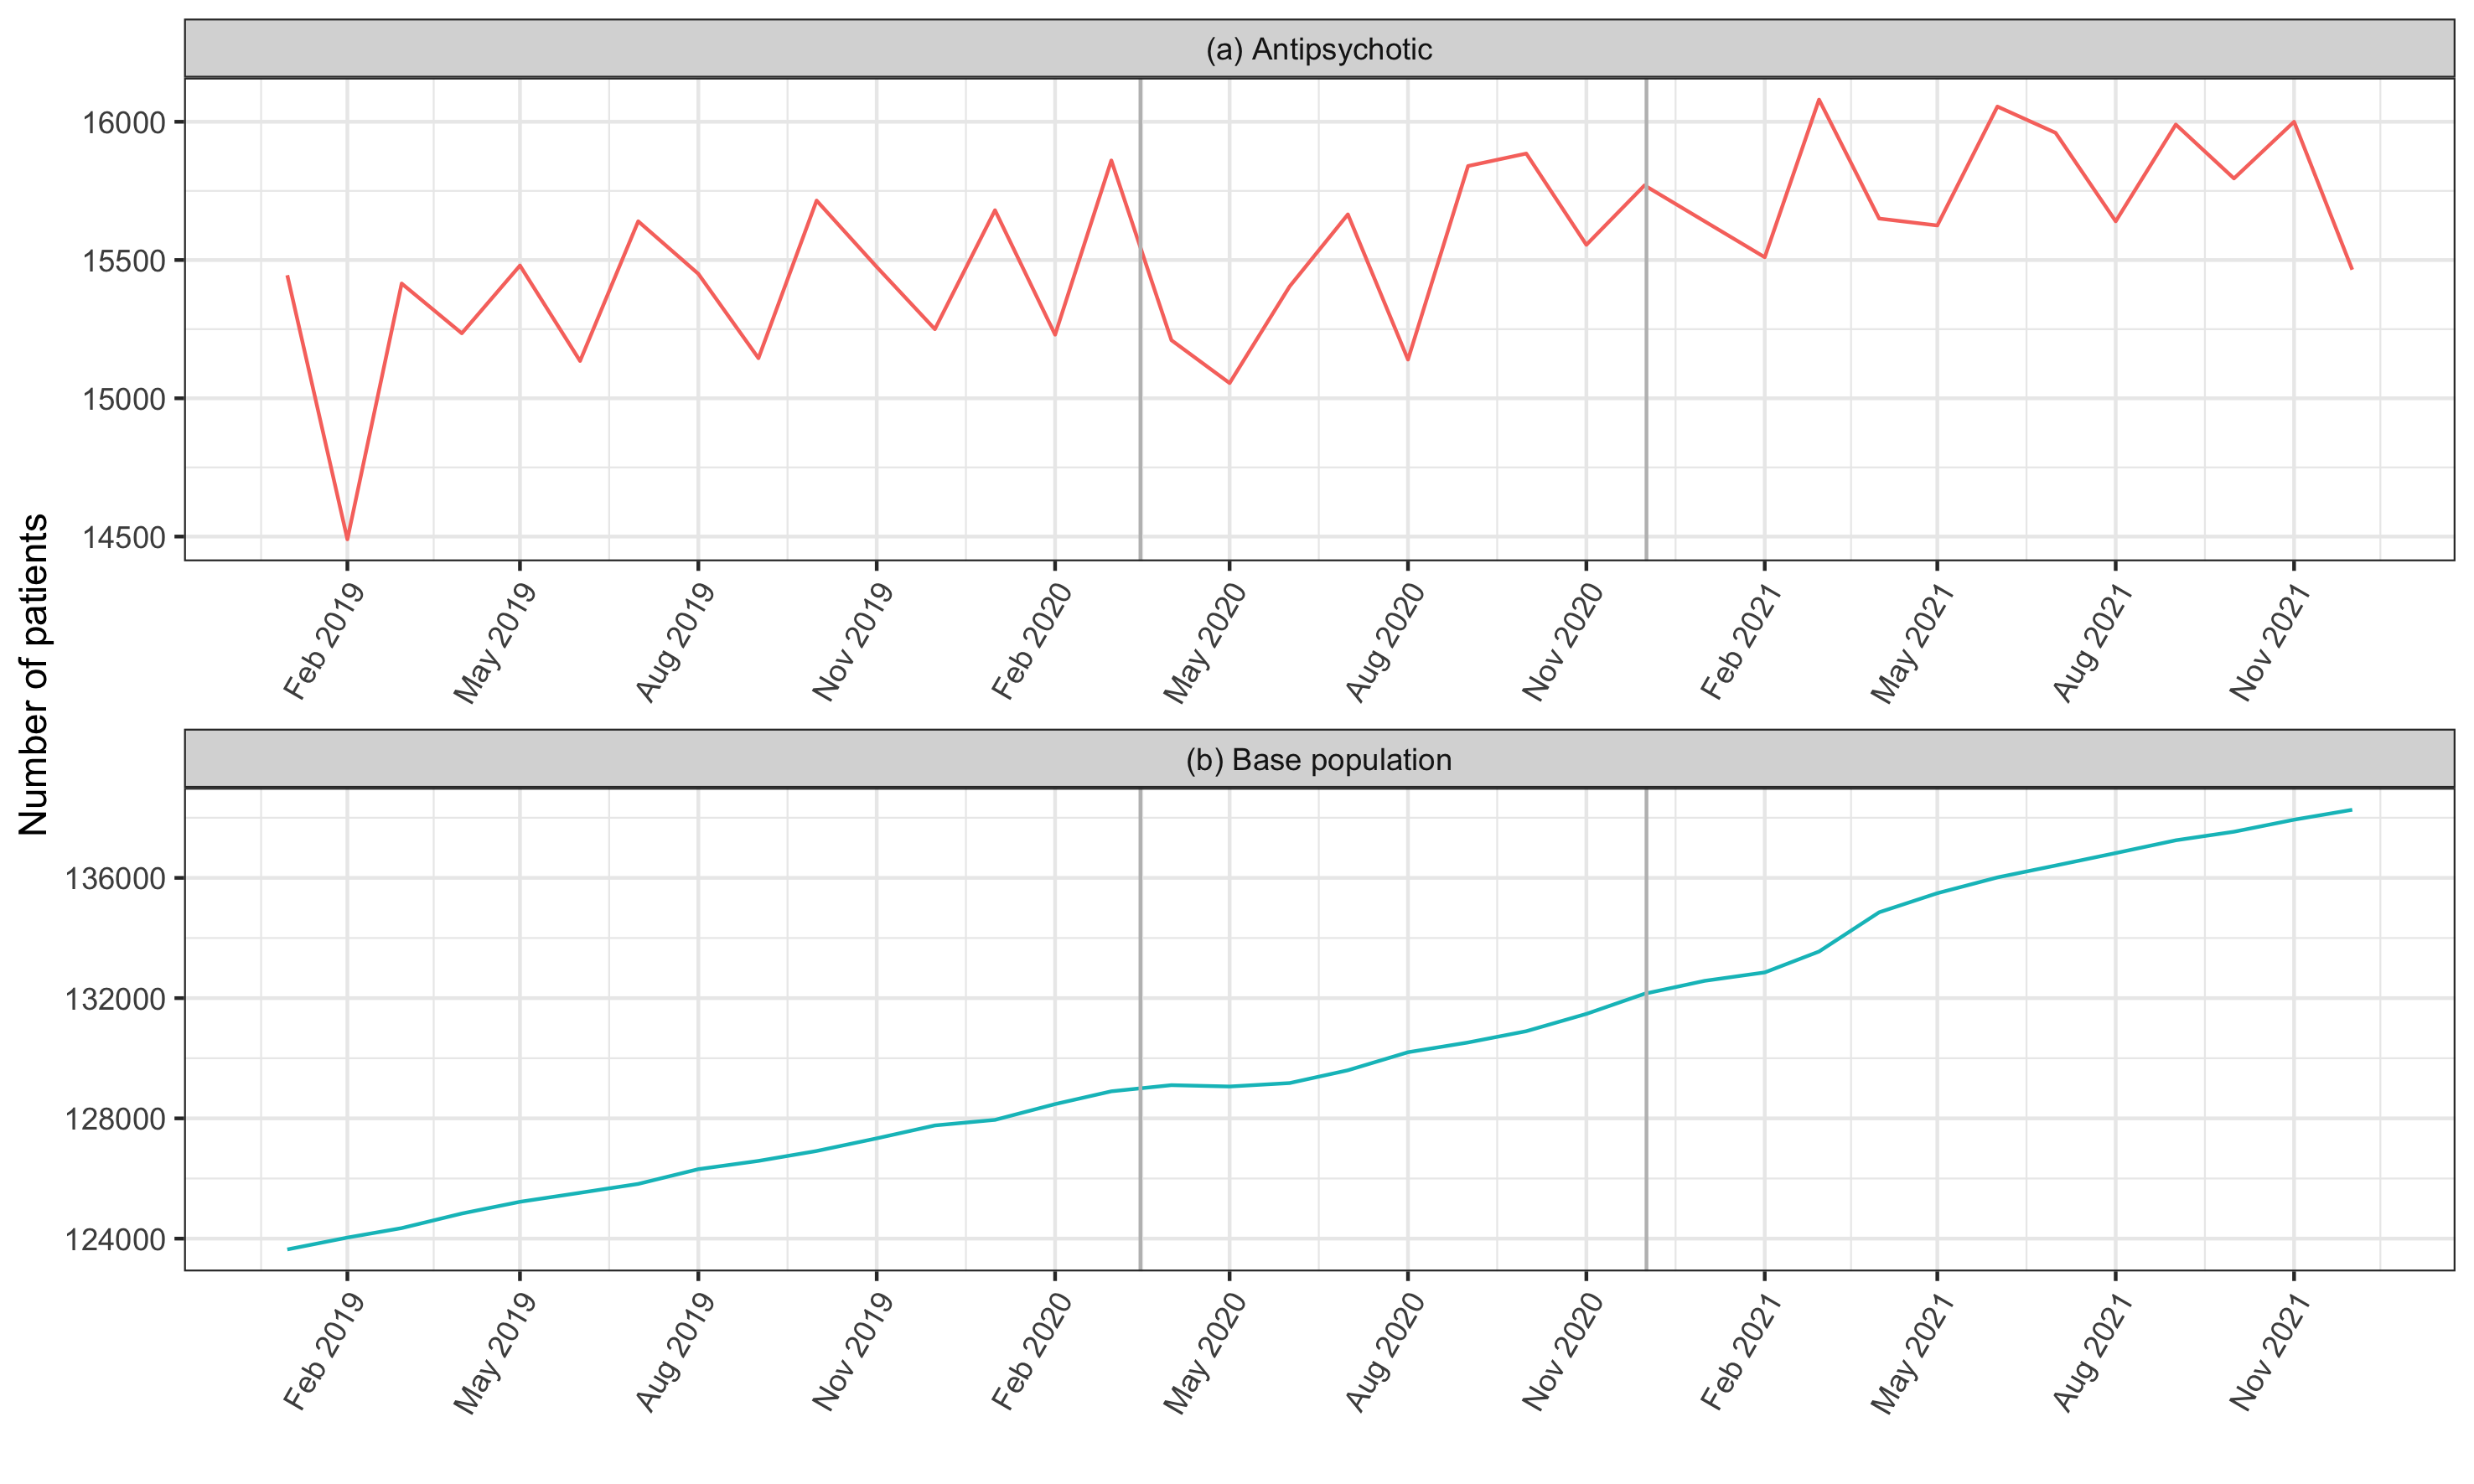 (a) Antipsychotic
16000
15500
15000
14500
Feb 2019
May 2019
Aug 2019
Nov 2019
Feb 2020
May 2020
Aug 2020
Nov 2020
Feb 2021
May 2021
Aug 2021
Nov 2021
Number of patients
(b) Base population
136000
132000
128000
124000
Feb 2019
May 2019
Aug 2019
Nov 2019
Feb 2020
May 2020
Aug 2020
Nov 2020
Feb 2021
May 2021
Aug 2021
Nov 2021